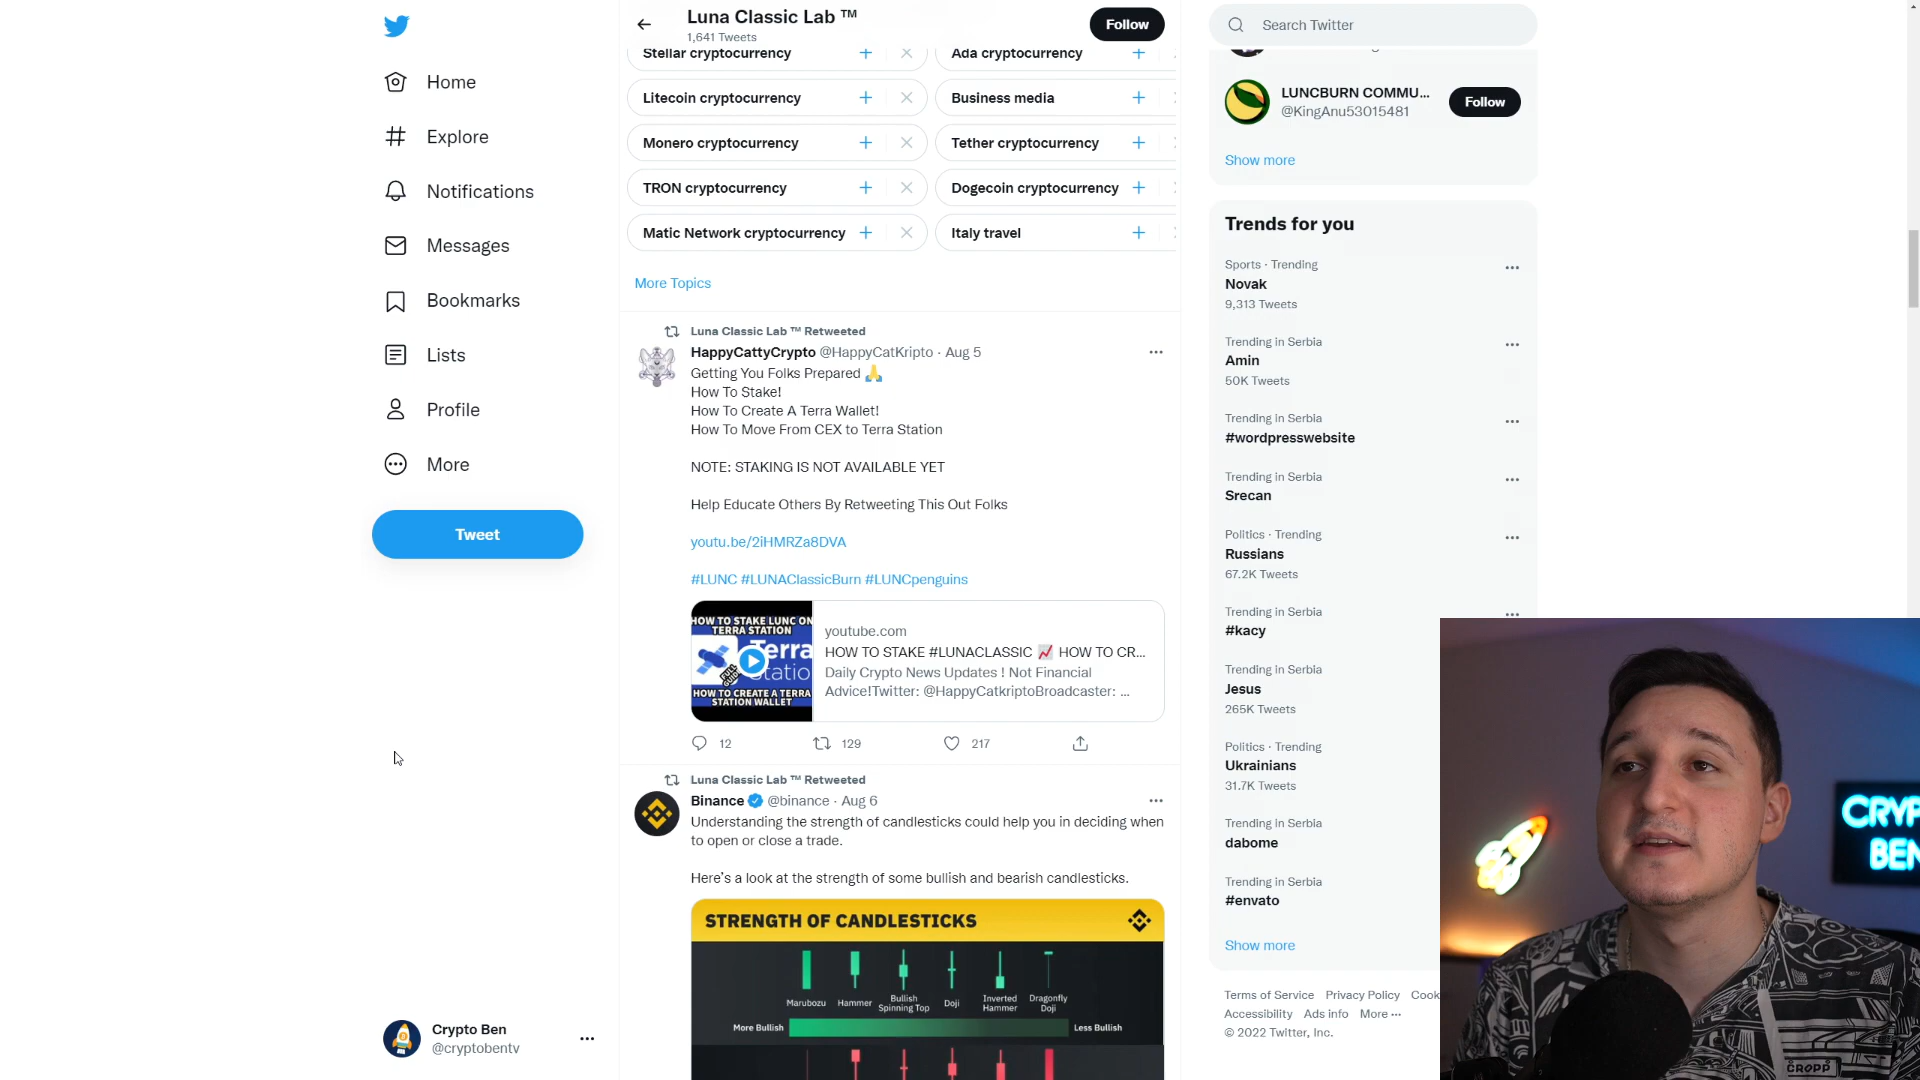 Luna Classic Lab ™
1,641 Tweets
Follow
Search Twitter
Home
Explore
Notifications
Messages
Bookmarks
Lists
Profile
More
Tweet
Crypto Ben
@cryptobentv
Stellar cryptocurrency
Ada cryptocurrency
Litecoin cryptocurrency
Business media
Monero cryptocurrency
Tether cryptocurrency
TRON cryptocurrency
Dogecoin cryptocurrency
Matic Network cryptocurrency
Italy travel
More Topics
Luna Classic Lab ™ Retweeted
HappyCattyCrypto @HappyCatKripto · Aug 5
Getting You Folks Prepared 🙏
How To Stake!
How To Create A Terra Wallet!
How To Move From CEX to Terra Station
NOTE: STAKING IS NOT AVAILABLE YET
Help Educate Others By Retweeting This Out Folks
youtu.be/2iHMRZa8DVA
#LUNC #LUNAClassicBurn #LUNCpenguins
HOW TO STAKE LUNC ON
TERRA STATION
Terra
Statio
FULL GUIDE
HOW TO CREATE A TERRA
STATION WALLET
youtube.com
HOW TO STAKE #LUNACLASSIC 📈 HOW TO CR...
Daily Crypto News Updates ! Not Financial
Advice!Twitter: @HappyCatkriptoBroadcaster: ...
12
129
217
Luna Classic Lab ™ Retweeted
Binance @binance · Aug 6
Understanding the strength of candlesticks could help you in deciding when
to open or close a trade.
Here's a look at the strength of some bullish and bearish candlesticks.
STRENGTH OF CANDLESTICKS
Marubozu
Hammer
Bullish
Spinning Top
Doji
Inverted
Hammer
Dragonfly
Doji
More Bullish
Less Bullish
LUNCBURN COMMU...
@KingAnu53015481
Follow
Show more
Trends for you
Sports · Trending
Novak
9,313 Tweets
Trending in Serbia
Amin
50K Tweets
Trending in Serbia
#wordpresswebsite
Trending in Serbia
Srecan
Politics · Trending
Russians
67.2K Tweets
Trending in Serbia
#kacy
Trending in Serbia
Jesus
265K Tweets
Politics · Trending
Ukrainians
31.7K Tweets
Trending in Serbia
dabome
Trending in Serbia
#envato
Show more
Terms of Service Privacy Policy Cook
Accessibility Ads info More ···
© 2022 Twitter, Inc.
CRYP
BEN
CROPP